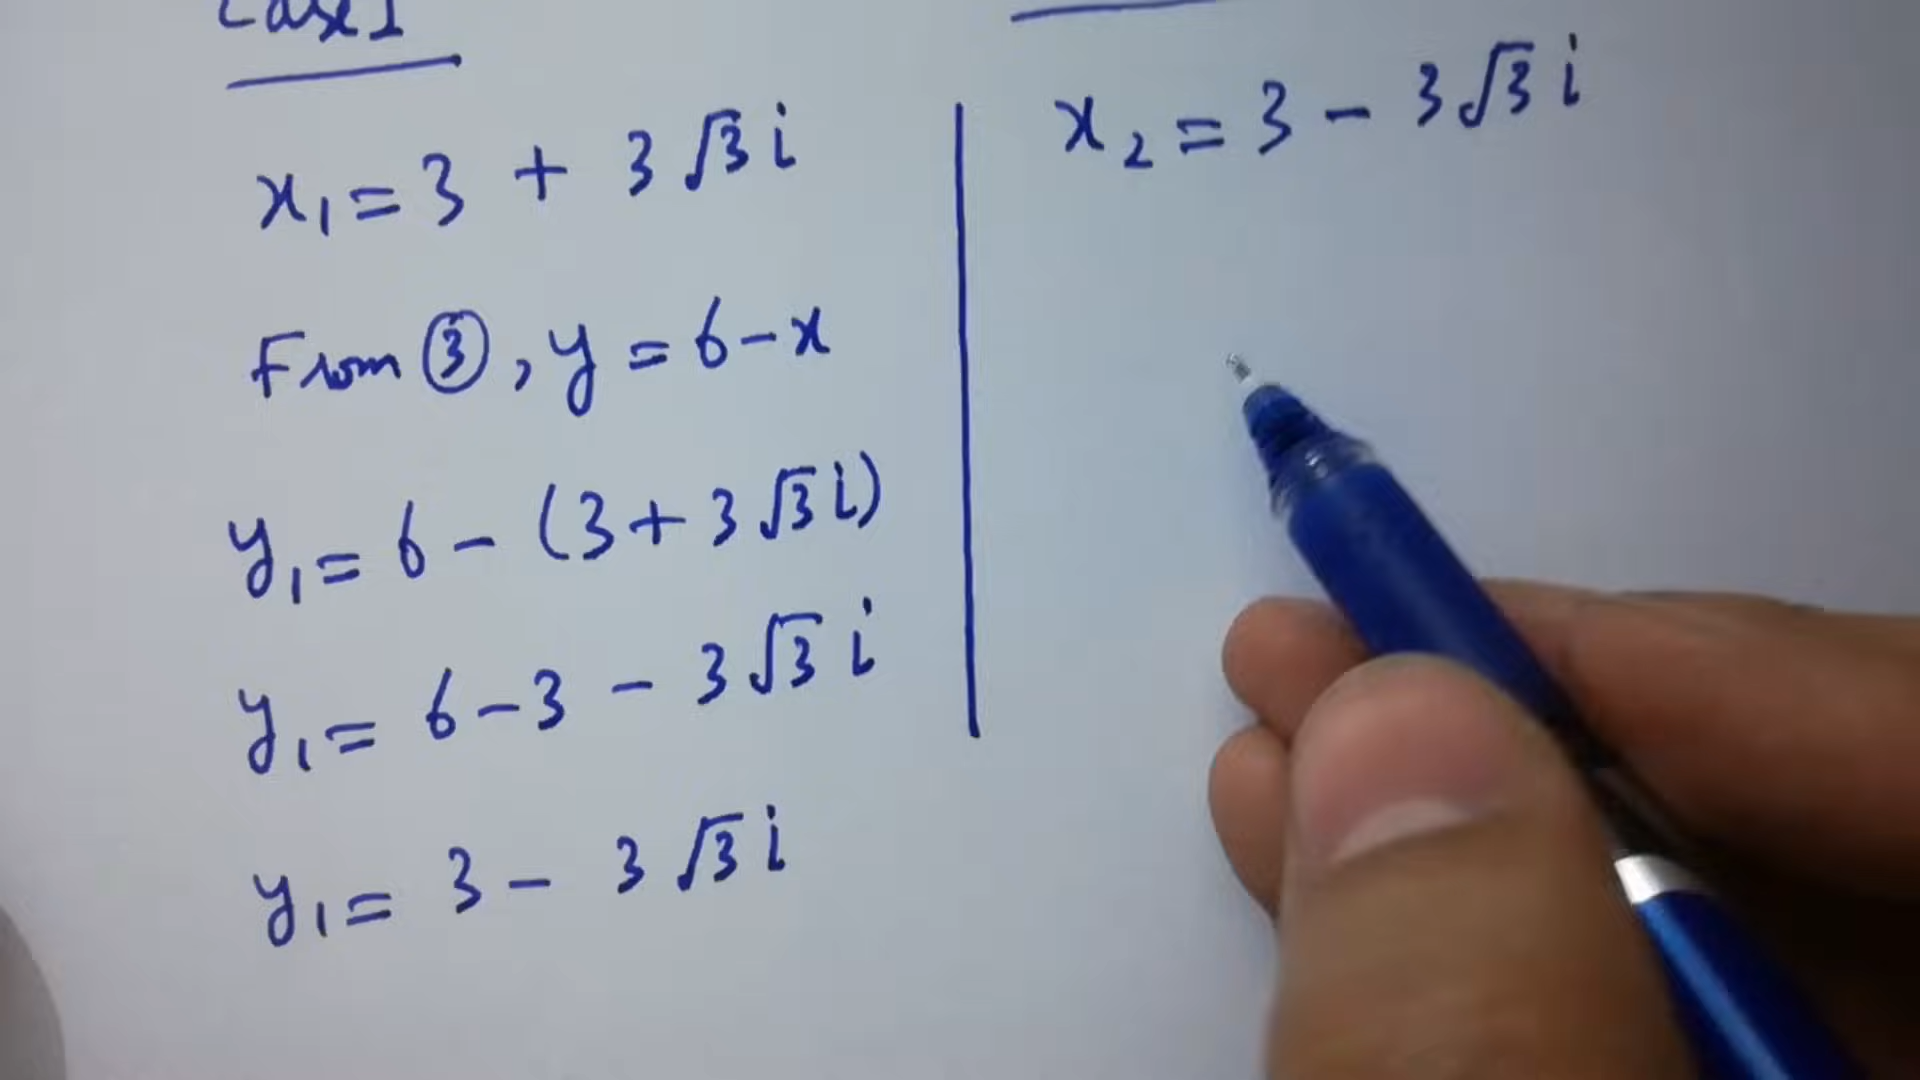 Case I
x₁ = 3 + 3√3 i
From ③, y = 6 - x
y₁ = 6 - (3 + 3√3 i)
y₁ = 6 - 3 - 3√3 i
y₁ = 3 - 3√3 i
x₂ = 3 - 3√3 i